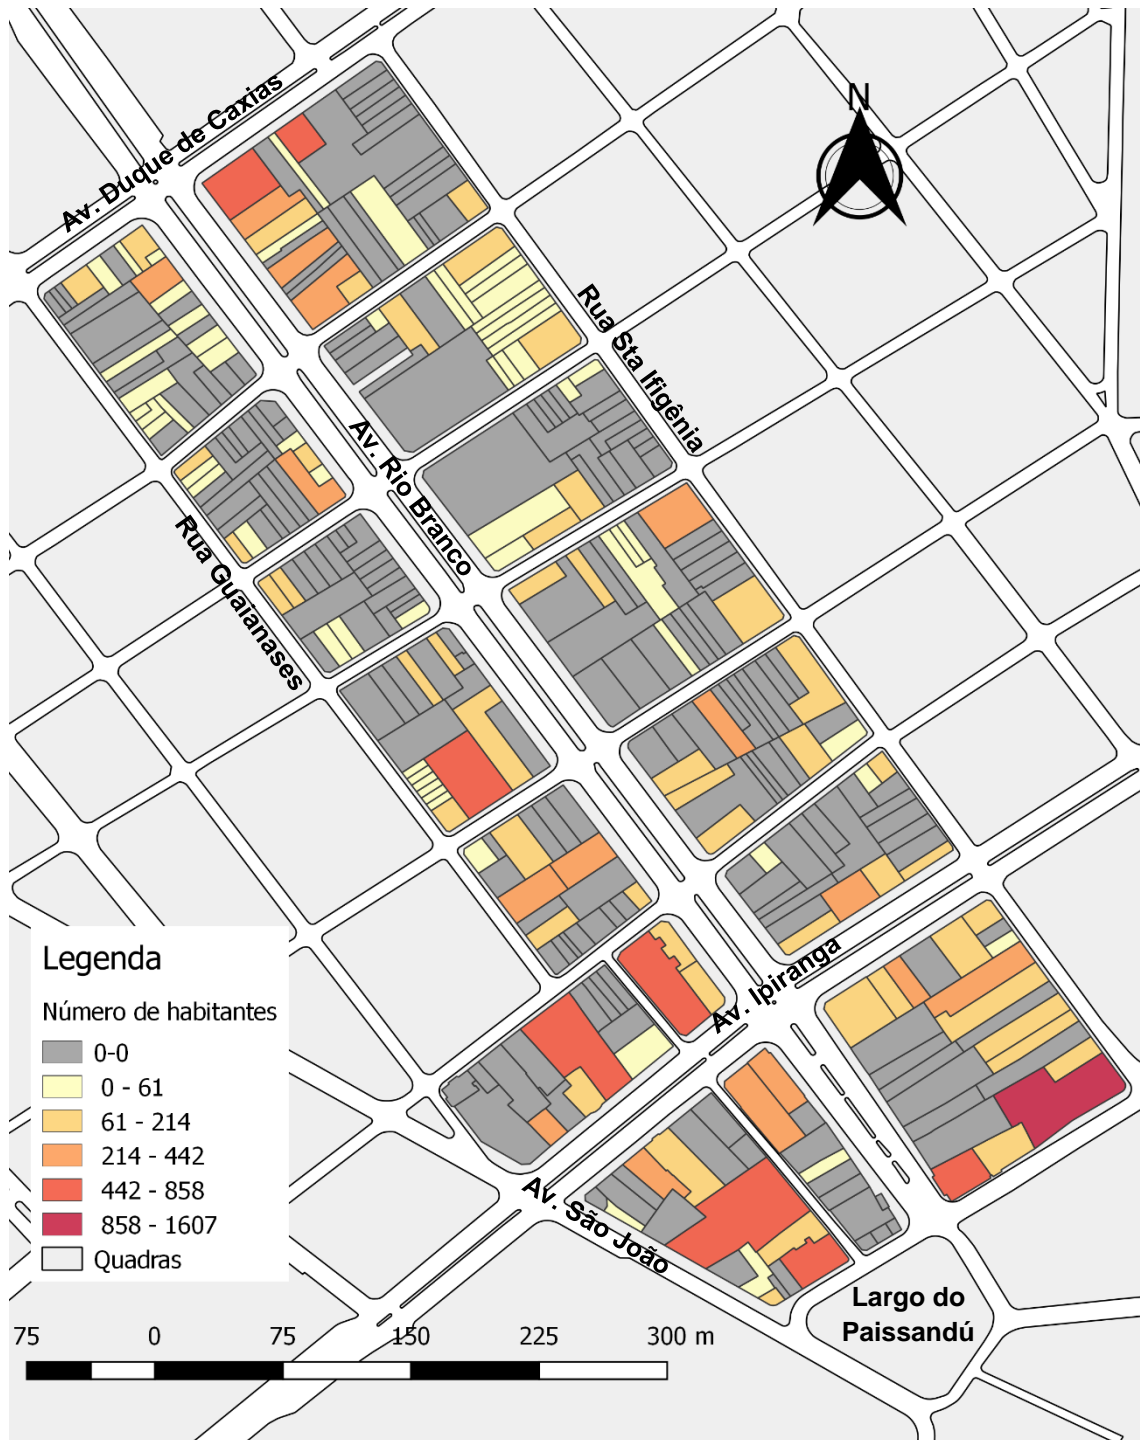 N
Av. Duque de Caxias
Rua Sta Ifigênia
Av. Rio Branco
Rua Guaianases
Av. Ipiranga
Av. São João
Largo do
Paissandú
Legenda
Número de habitantes
0-0
0 - 61
61 - 214
214 - 442
442 - 858
858 - 1607
Quadras
75 0 75 150 225 300 m